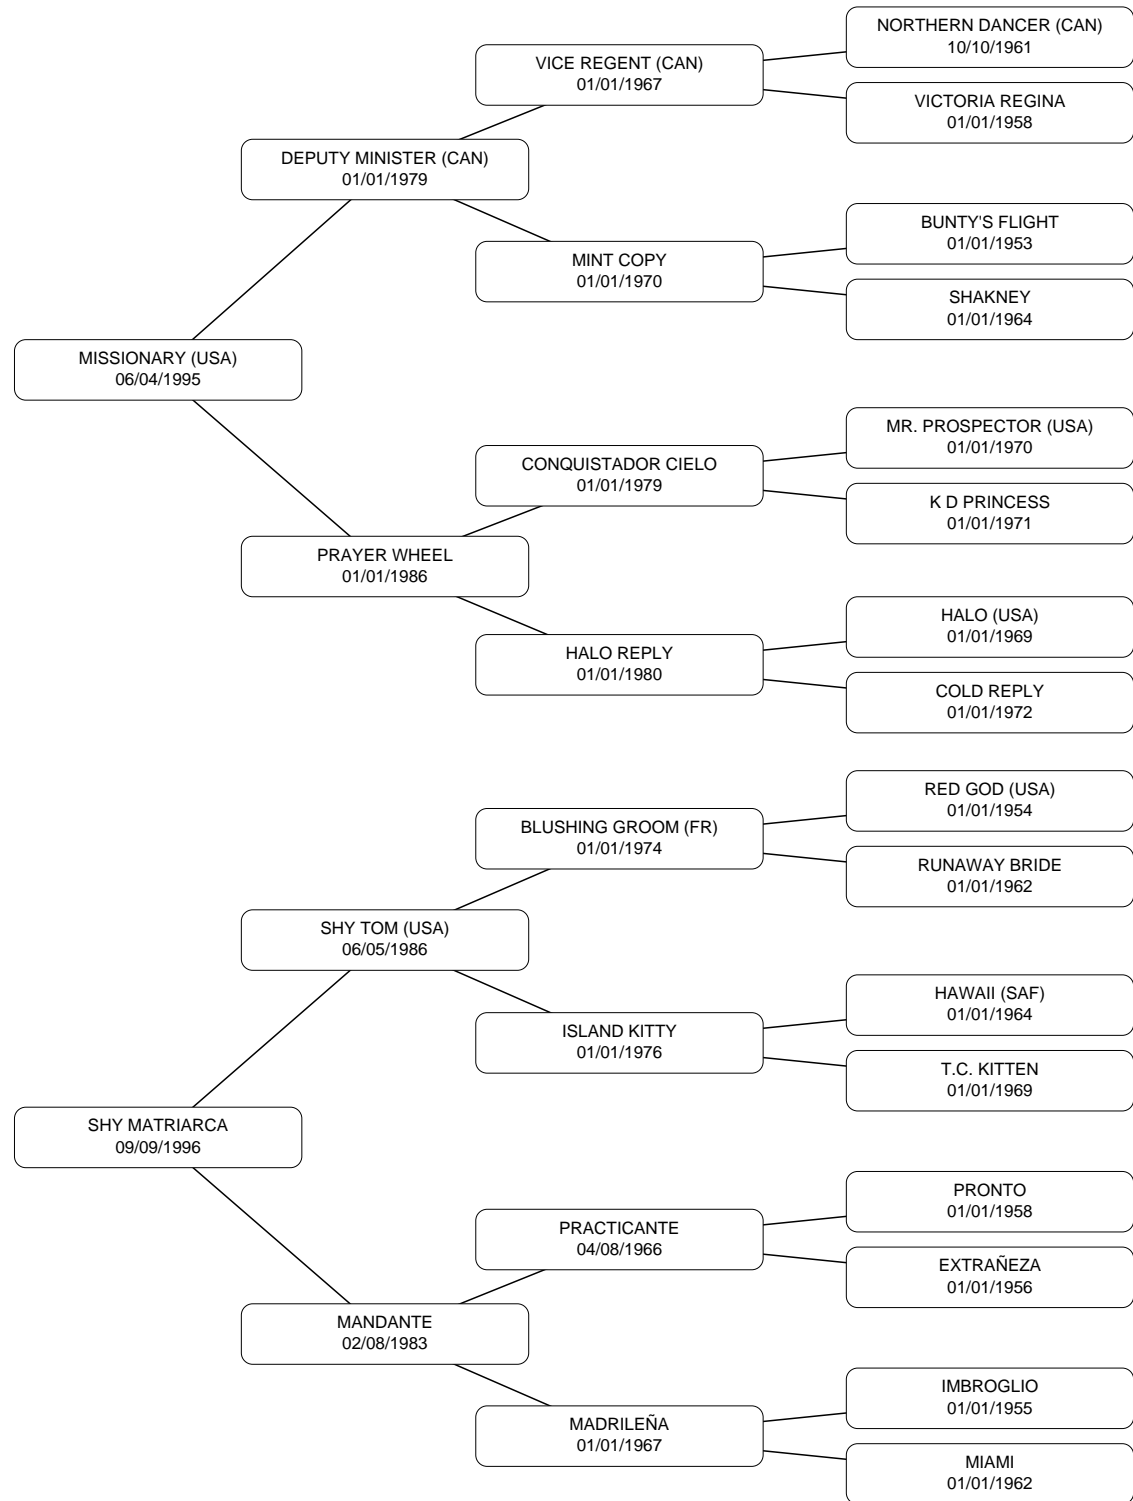 NORTHERN DANCER (CAN)
10/10/1961
VICE REGENT (CAN)
01/01/1967
VICTORIA REGINA
01/01/1958
DEPUTY MINISTER (CAN)
01/01/1979
BUNTY'S FLIGHT
01/01/1953
MINT COPY
01/01/1970
SHAKNEY
01/01/1964
MISSIONARY (USA)
06/04/1995
MR. PROSPECTOR (USA)
01/01/1970
CONQUISTADOR CIELO
01/01/1979
K D PRINCESS
01/01/1971
PRAYER WHEEL
01/01/1986
HALO (USA)
01/01/1969
HALO REPLY
01/01/1980
COLD REPLY
01/01/1972
RED GOD (USA)
01/01/1954
BLUSHING GROOM (FR)
01/01/1974
RUNAWAY BRIDE
01/01/1962
SHY TOM (USA)
06/05/1986
HAWAII (SAF)
01/01/1964
ISLAND KITTY
01/01/1976
T.C. KITTEN
01/01/1969
SHY MATRIARCA
09/09/1996
PRONTO
01/01/1958
PRACTICANTE
04/08/1966
EXTRAÑEZA
01/01/1956
MANDANTE
02/08/1983
IMBROGLIO
01/01/1955
MADRILEÑA
01/01/1967
MIAMI
01/01/1962